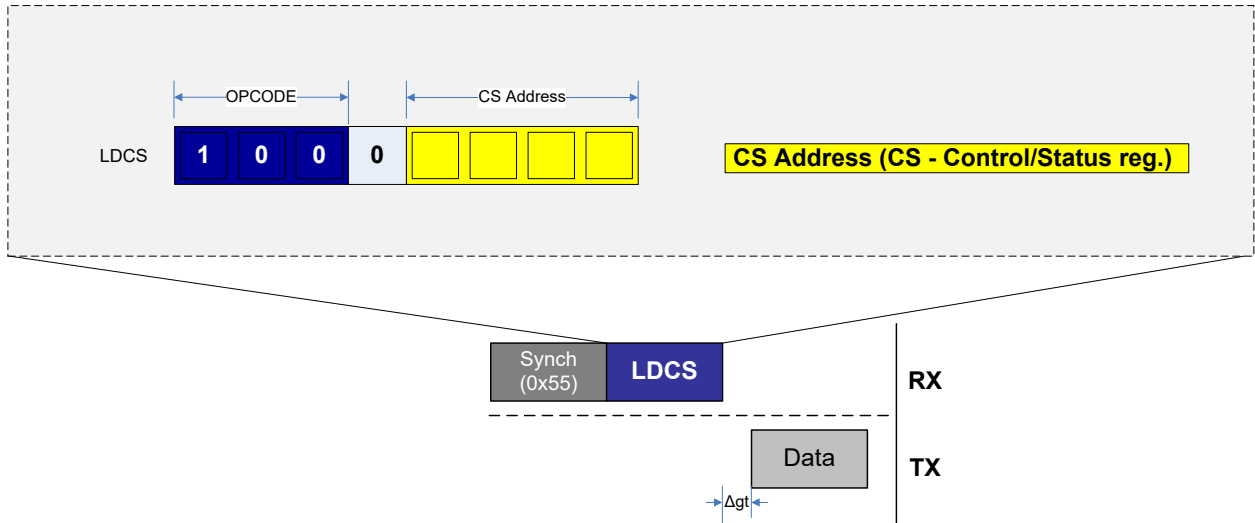 OPCODE
CS Address
LDCS
1 0 0 0
CS Address (CS - Control/Status reg.)
Synch
(0x55)
LDCS
RX
Data
TX
Δgt